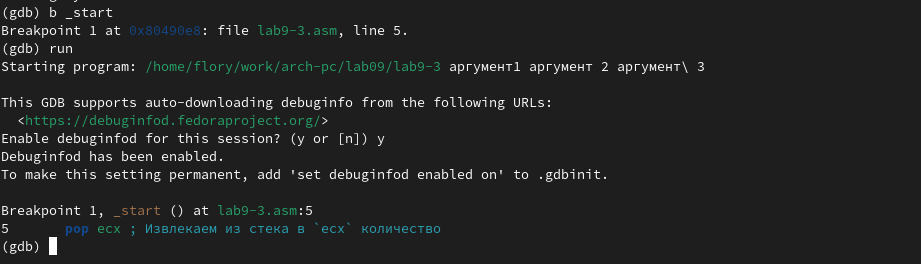 (gdb) b _start
Breakpoint 1 at 0x80490e8: file lab9-3.asm, line 5.
(gdb) run
Starting program: /home/flory/work/arch-pc/lab09/lab9-3 аргумент1 аргумент 2 аргумент\ 3
This GDB supports auto-downloading debuginfo from the following URLs:
<https://debuginfod.fedoraproject.org/>
Enable debuginfod for this session? (y or [n]) y
Debuginfod has been enabled.
To make this setting permanent, add 'set debuginfod enabled on' to .gdbinit.
Breakpoint 1, _start () at lab9-3.asm:5
5 pop ecx ; Извлекаем из стека в `ecx` количество
(gdb)